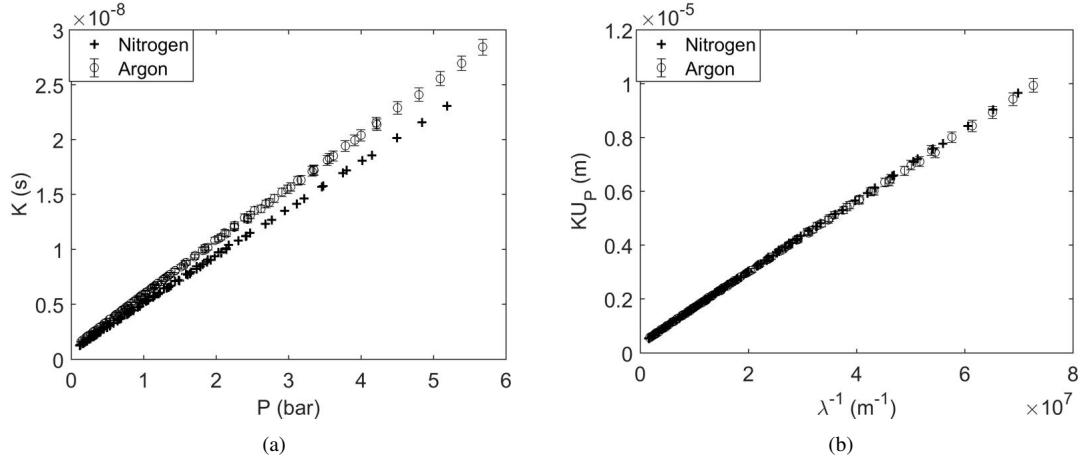 ×10⁻⁸
3
2.5
2
1.5
1
0.5
0
K (s)
Nitrogen
Argon
0 1 2 3 4 5 6
P (bar)
(a)
×10⁻⁵
1.2
1
0.8
0.6
0.4
0.2
0
KU_P (m)
Nitrogen
Argon
0 2 4 6 8
λ⁻¹ (m⁻¹)
×10⁷
(b)